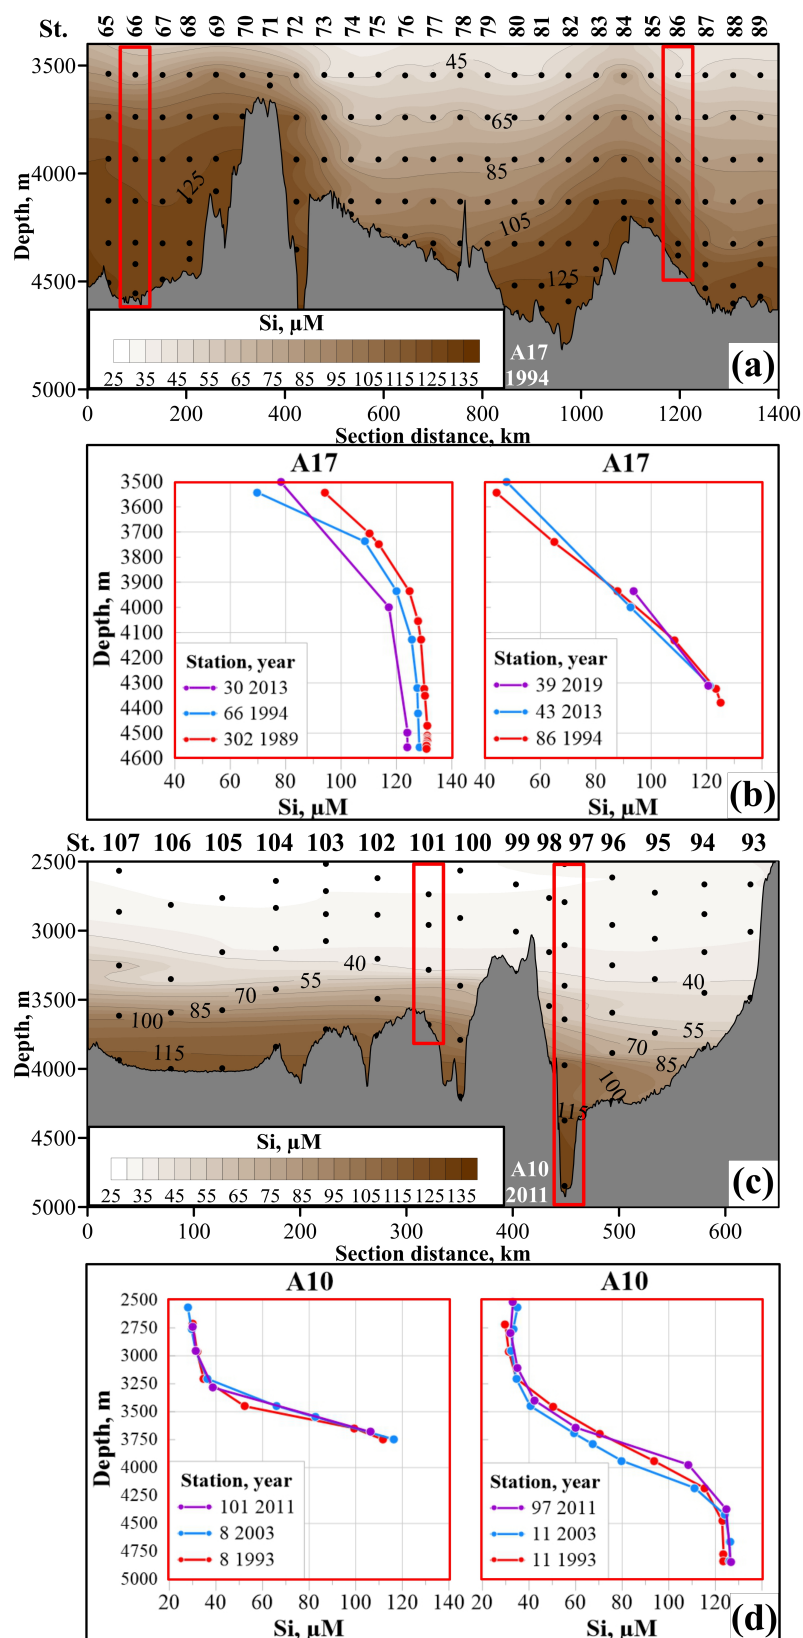 St. 65 66 67 68 69 70 71 72 73 74 75 76 77 78 79 80 81 82 83 84 85 86 87 88 89
3500
4000
4500
5000
Depth, m
45
65
85
105
125
125
Si, µM
25 35 45 55 65 75 85 95 105 115 125 135
A17
1994
(a)
0 200 400 600 800 1000 1200 1400
Section distance, km
A17
3500
3600
3700
3800
3900
4000
4100
4200
4300
4400
4500
4600
Depth, m
Station, year
30 2013
66 1994
302 1989
40 60 80 100 120 140
Si, µM
A17
Station, year
39 2019
43 2013
86 1994
40 60 80 100 120
Si, µM
(b)
St. 107 106 105 104 103 102 101 100 99 98 97 96 95 94 93
2500
3000
3500
4000
4500
5000
Depth, m
40
55
70
85
100
115
40
55
70
85
100
115
Si, µM
25 35 45 55 65 75 85 95 105 115 125 135
A10
2011
(c)
0 100 200 300 400 500 600
Section distance, km
A10
2500
2750
3000
3250
3500
3750
4000
4250
4500
4750
5000
Depth, m
Station, year
101 2011
8 2003
8 1993
20 40 60 80 100 120 140
Si, µM
A10
Station, year
97 2011
11 2003
11 1993
20 40 60 80 100 120
Si, µM
(d)